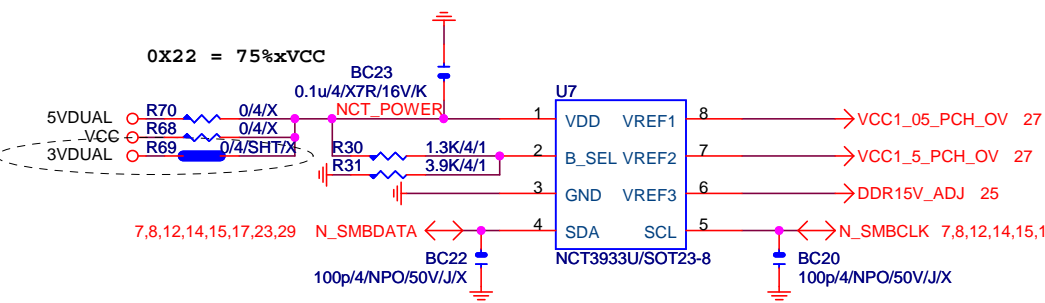 0X22 = 75%xVCC
BC23
0.1u/4/X7R/16V/K
NCT_POWER
U7
5VDUAL R70 0/4/X
VCC R68 0/4/X
3VDUAL R69 0/4/SHT/X
R30 1.3K/4/1
R31 3.9K/4/1
1 VDD VREF1 8 VCC1_05_PCH_OV 27
2 B_SEL VREF2 7 VCC1_5_PCH_OV 27
3 GND VREF3 6 DDR15V_ADJ 25
7,8,12,14,15,17,23,29 N_SMBDATA 4 SDA SCL 5 N_SMBCLK 7,8,12,14,15,1
NCT3933U/SOT23-8
BC22
100p/4/NPO/50V/J/X
BC20
100p/4/NPO/50V/J/X